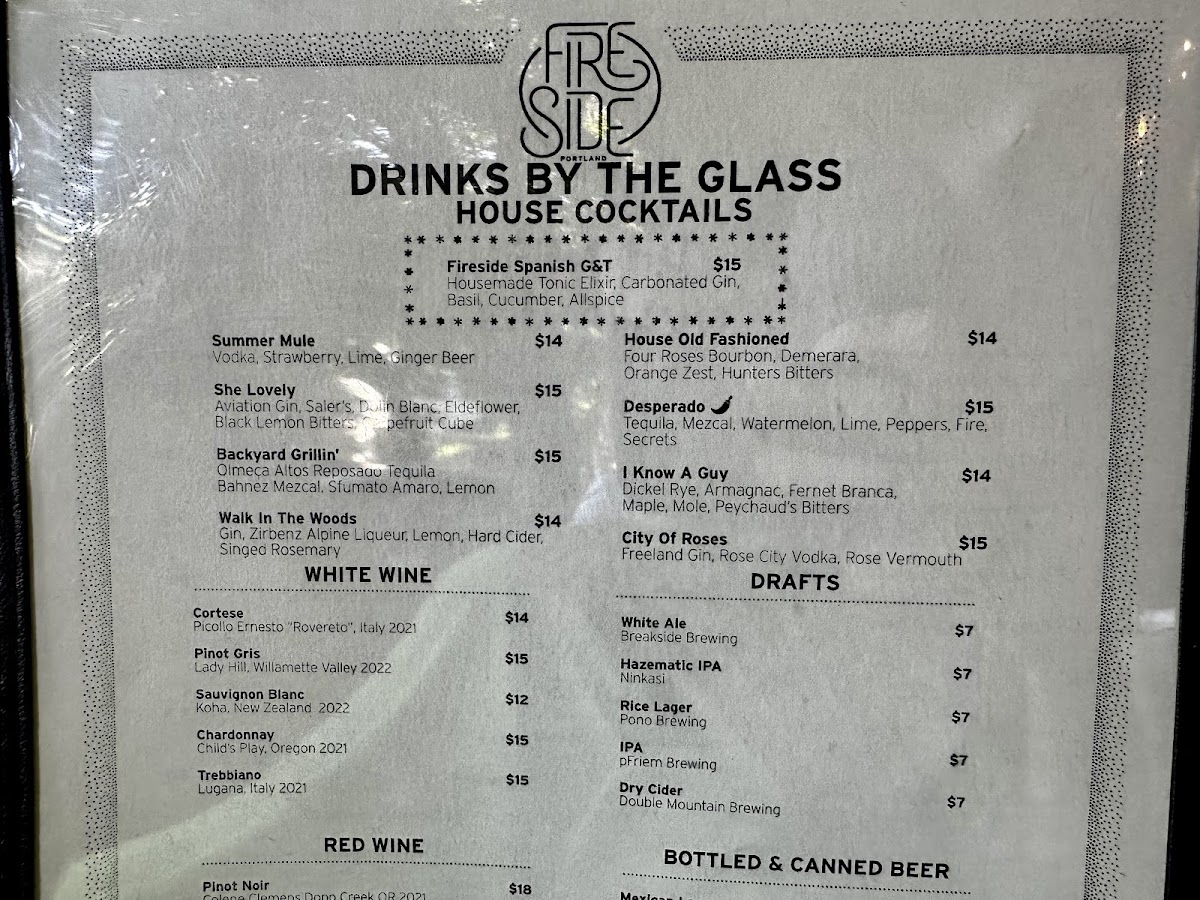 FIRE
SIDE
PORTLAND
DRINKS BY THE GLASS
HOUSE COCKTAILS
Fireside Spanish G&T $15
Housemade Tonic Elixir, Carbonated Gin,
Basil, Cucumber, Allspice
Summer Mule $14
Vodka, Strawberry, Lime, Ginger Beer
She Lovely $15
Aviation Gin, Saler's, Dolin Blanc, Eldeflower,
Black Lemon Bitters, Grapefruit Cube
Backyard Grillin' $15
Olmeca Altos Reposado Tequila
Bahnez Mezcal, Sfumato Amaro, Lemon
Walk In The Woods $14
Gin, Zirbenz Alpine Liqueur, Lemon, Hard Cider,
Singed Rosemary
House Old Fashioned $14
Four Roses Bourbon, Demerara,
Orange Zest, Hunters Bitters
Desperado $15
Tequila, Mezcal, Watermelon, Lime, Peppers, Fire,
Secrets
I Know A Guy $14
Dickel Rye, Armagnac, Fernet Branca,
Maple, Mole, Peychaud's Bitters
City Of Roses $15
Freeland Gin, Rose City Vodka, Rose Vermouth
WHITE WINE
Cortese $14
Picollo Ernesto "Rovereto", Italy 2021
Pinot Gris $15
Lady Hill, Willamette Valley 2022
Sauvignon Blanc $12
Koha, New Zealand 2022
Chardonnay $15
Child's Play, Oregon 2021
Trebbiano $15
Lugana, Italy 2021
RED WINE
Pinot Noir $18
Colene Clemens Dopp Creek OR 2021
DRAFTS
White Ale $7
Breakside Brewing
Hazematic IPA $7
Ninkasi
Rice Lager $7
Pono Brewing
IPA $7
pFriem Brewing
Dry Cider $7
Double Mountain Brewing
BOTTLED & CANNED BEER
Mexican